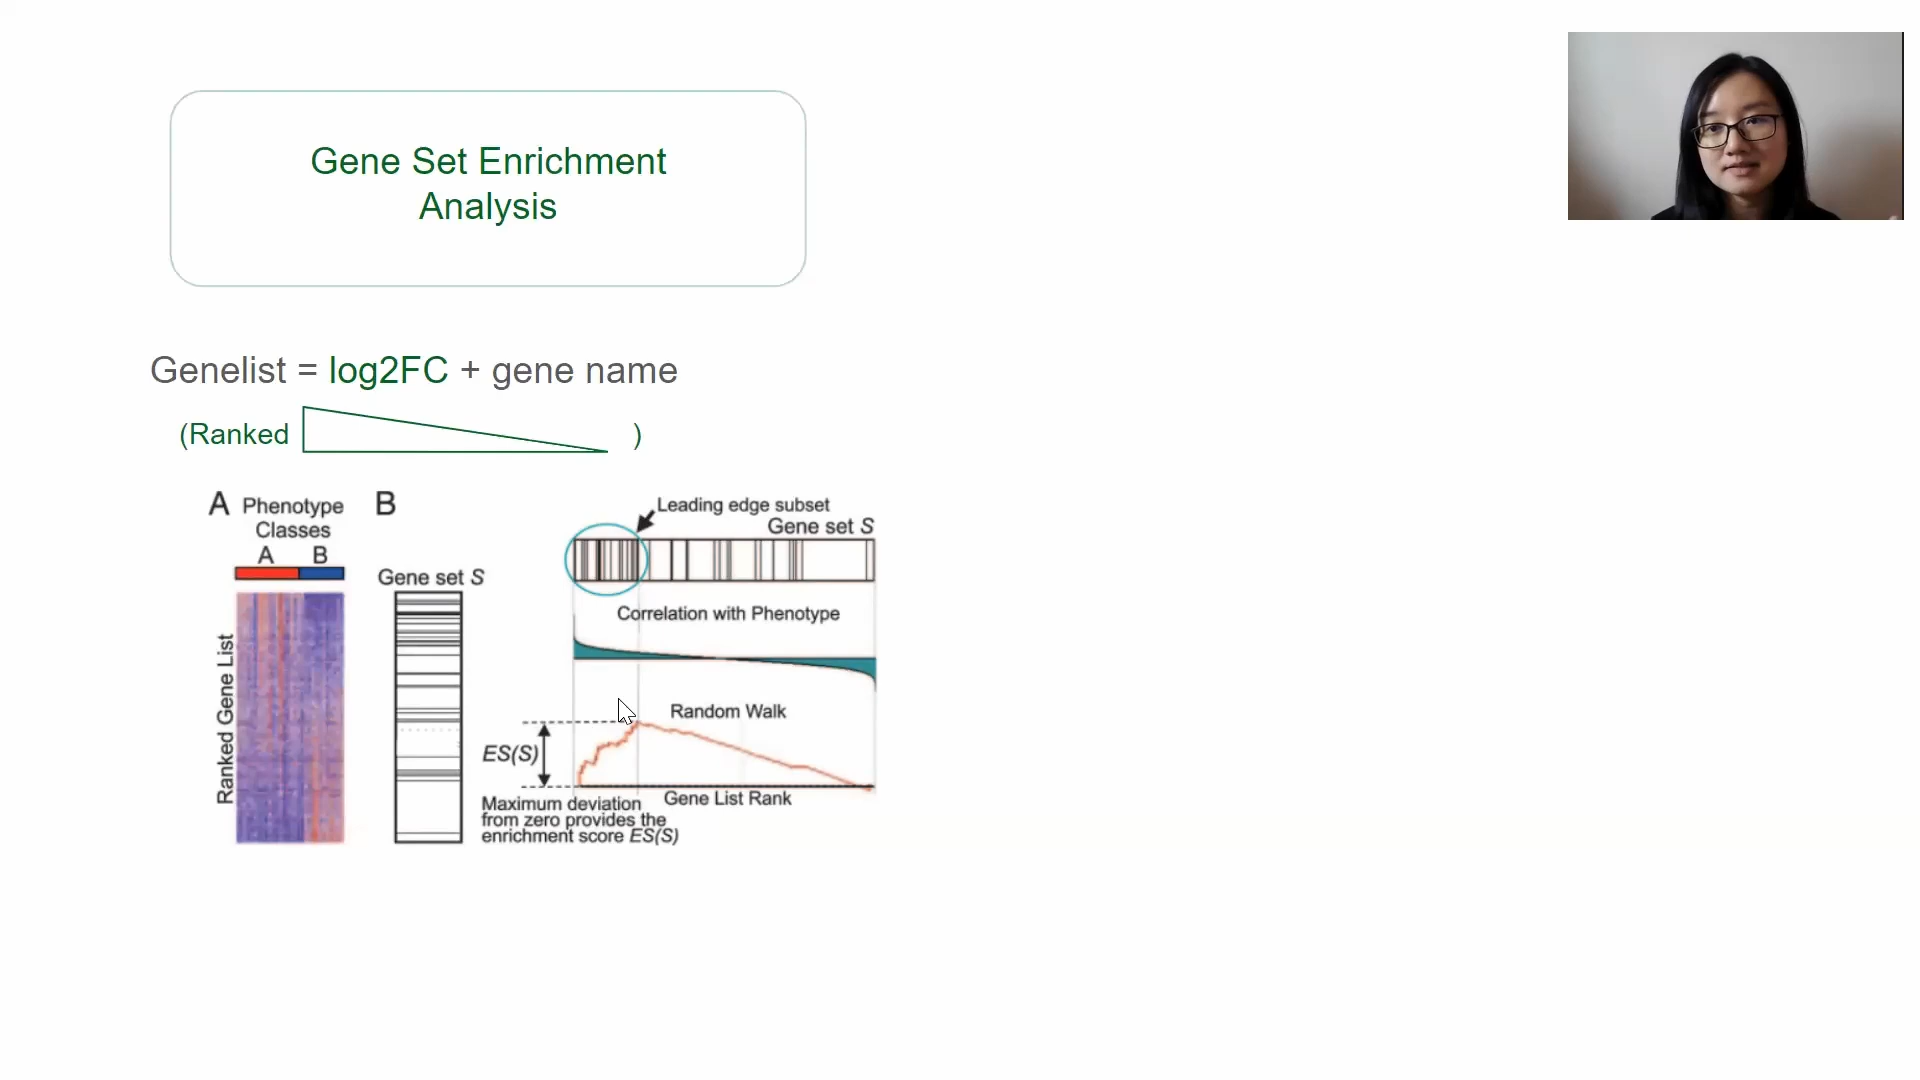 Gene Set Enrichment
Analysis
Genelist = log2FC + gene name
(Ranked )
A Phenotype
Classes
A B
Ranked Gene List
B
Gene set S
Leading edge subset
Gene set S
Correlation with Phenotype
Random Walk
ES(S)
Gene List Rank
Maximum deviation
from zero provides the
enrichment score ES(S)